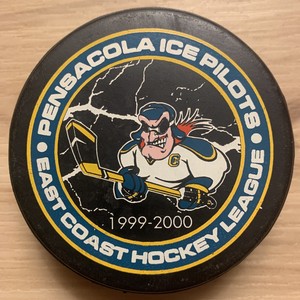 PENSACOLA ICE PILOTS
EAST COAST HOCKEY LEAGUE
C
1999-2000